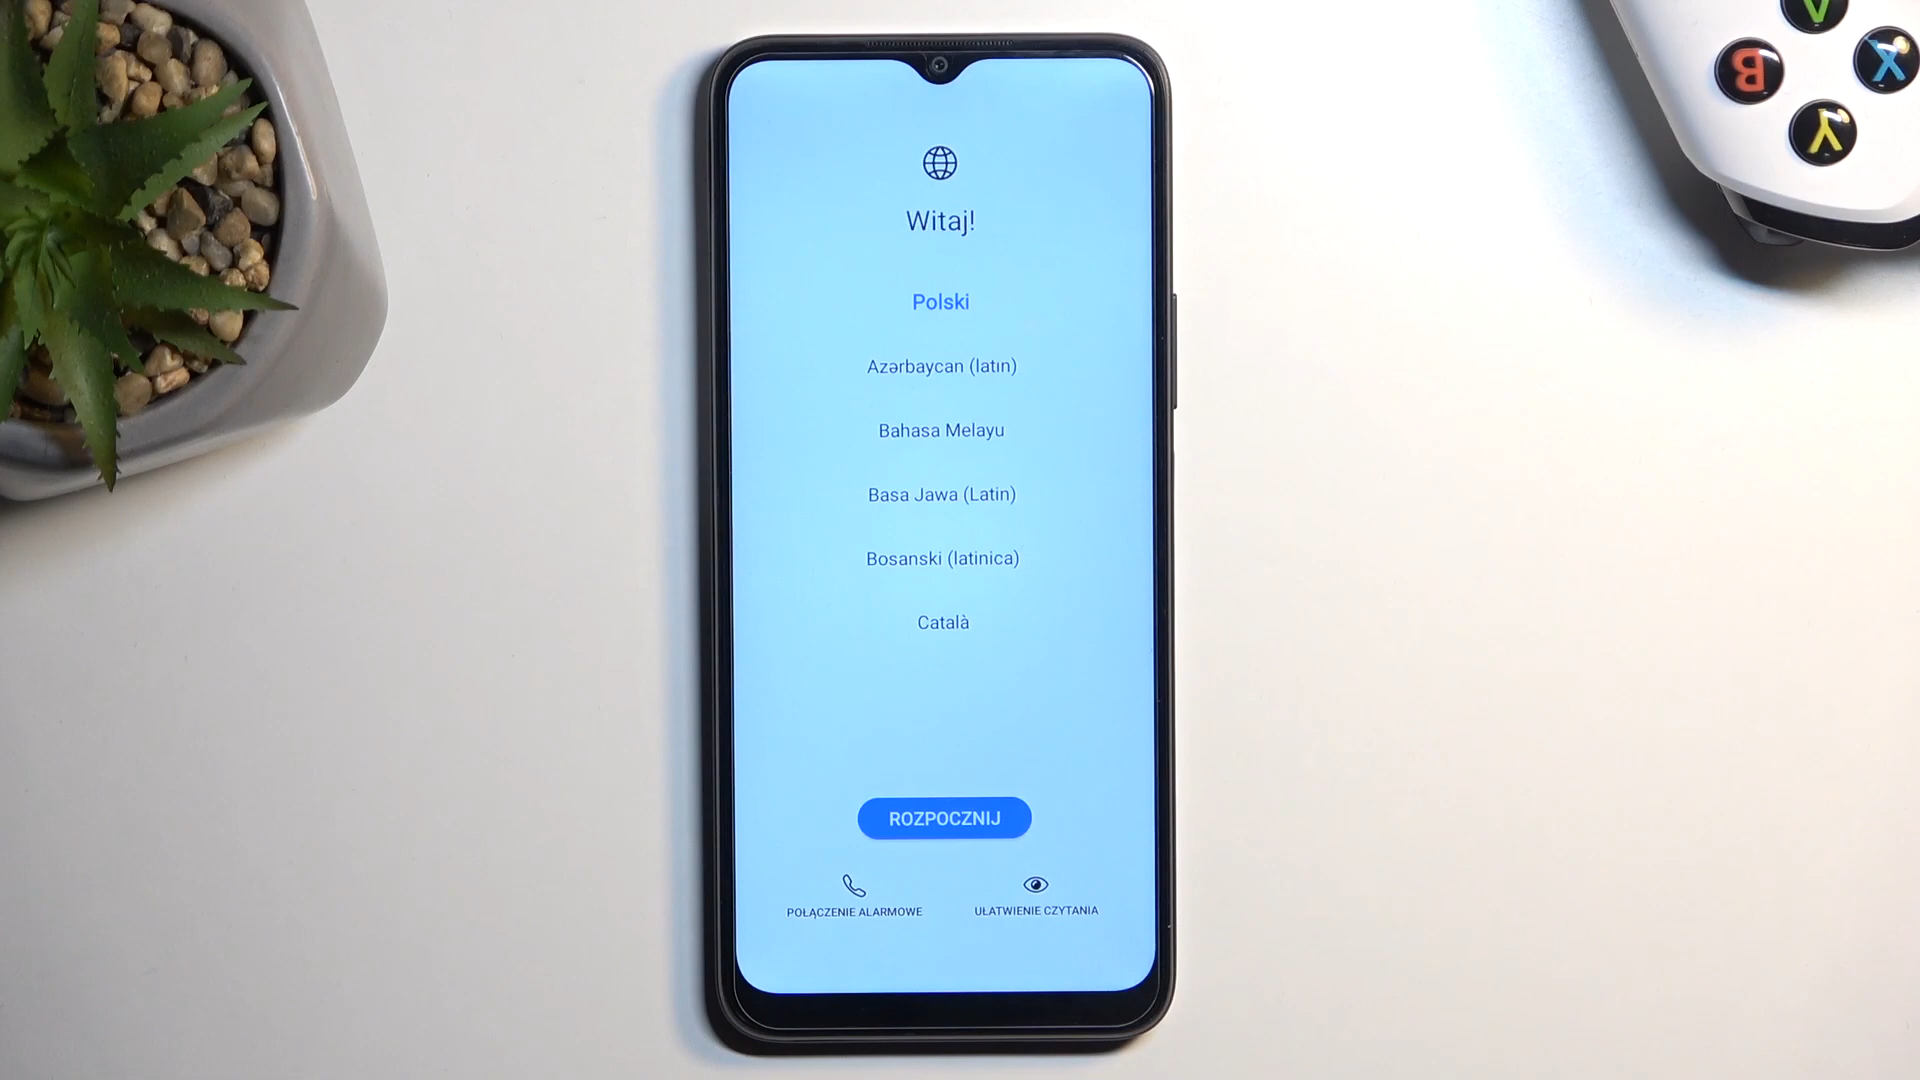 Witaj!
Polski
Azərbaycan (latın)
Bahasa Melayu
Basa Jawa (Latin)
Bosanski (latinica)
Català
ROZPOCZNIJ
POŁĄCZENIE ALARMOWE
UŁATWIENIE CZYTANIA
A
B
X
Y